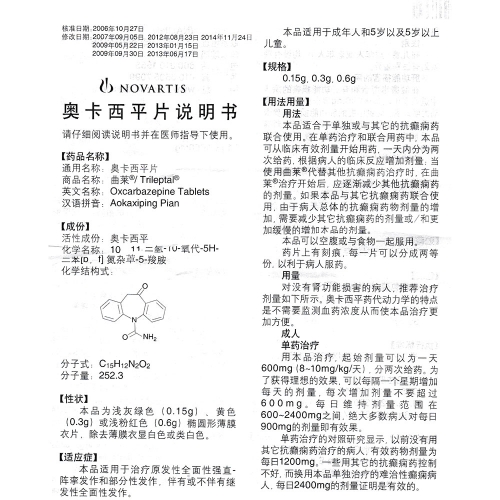 核准日期. 2006年10月27日
修改日期. 2007年09月05日 2012年08月23日 2014年11月24日
2009年05月22日 2013年01月15日
2009年09月30日 2013年06月17日
NOVARTIS
奥卡西平片说明书
请仔细阅读说明书并在医师指导下使用。
【药品名称】
通用名称：奥卡西平片
商品名称：曲莱®/ Trileptal®
英文名称：Oxcarbazepine Tablets
汉语拼音：Aokaxiping Pian
【成份】
活性成份：奥卡西平
化学名称：10 11 二氢-10-氧代-5H-
二苯[b f] 氮杂䓬-5-羧胺
化学结构式：
O
N
O
NH2
分子式：C15H12N2O2
分子量：252.3
【性状】
本品为浅灰绿色（0.15g）、黄色
（0.3g）或浅粉红色（0.6g）椭圆形薄膜
衣片，除去薄膜衣显白色或类白色。
【适应症】
本品适用于治疗原发性全面性强直-
阵挛发作和部分性发作，伴有或不伴有继
发性全面性发作。
本品适用于成年人和5岁以及5岁以上
儿童。
【规格】
0.15g, 0.3g, 0.6g
【用法用量】
用法
本品适合于单独或与其它的抗癫痫药
联合使用。在单药治疗和联合用药中，本品
可从临床有效剂量开始用药，一天内分为两
次给药，根据病人的临床反应增加剂量，当
使用曲莱®代替其他抗癫痫药治疗时，在曲
莱®治疗开始后，应逐渐减少其他抗癫痫药
的剂量。如果本品与其它抗癫痫药联合使
用，由于病人总体的抗癫痫药物剂量的增
加，需要减少其它抗癫痫药的剂量或/和更
加缓慢的增加本品的剂量。
本品可以空腹或与食物一起服用。
药片上有刻痕，每一片可以分成两等
份，以利于病人服药。
用量
对没有肾功能损害的病人，推荐治疗
剂量如下所示。奥卡西平药代动力学的特点
是不需要监测血药浓度从而使本品治疗更
加方便。
成人
单药治疗
用本品治疗，起始剂量可以为一天
600mg（8~10mg/kg/天），分两次给药。为
了获得理想的效果，可以每隔一个星期增加
每天的剂量，每次增加剂量不要超过
600mg。每日维持剂量范围在
600~2400mg之间，绝大多数病人对每日
900mg的剂量即有效果。
单药治疗的对照研究显示，以前没有用
其它抗癫痫药治疗的病人，有效药物剂量为
每日1200mg。一些用其它的抗癫痫药控制
不好，而换用本品单独治疗的难治性癫痫病
人，每日2400mg的剂量证明是有效的。